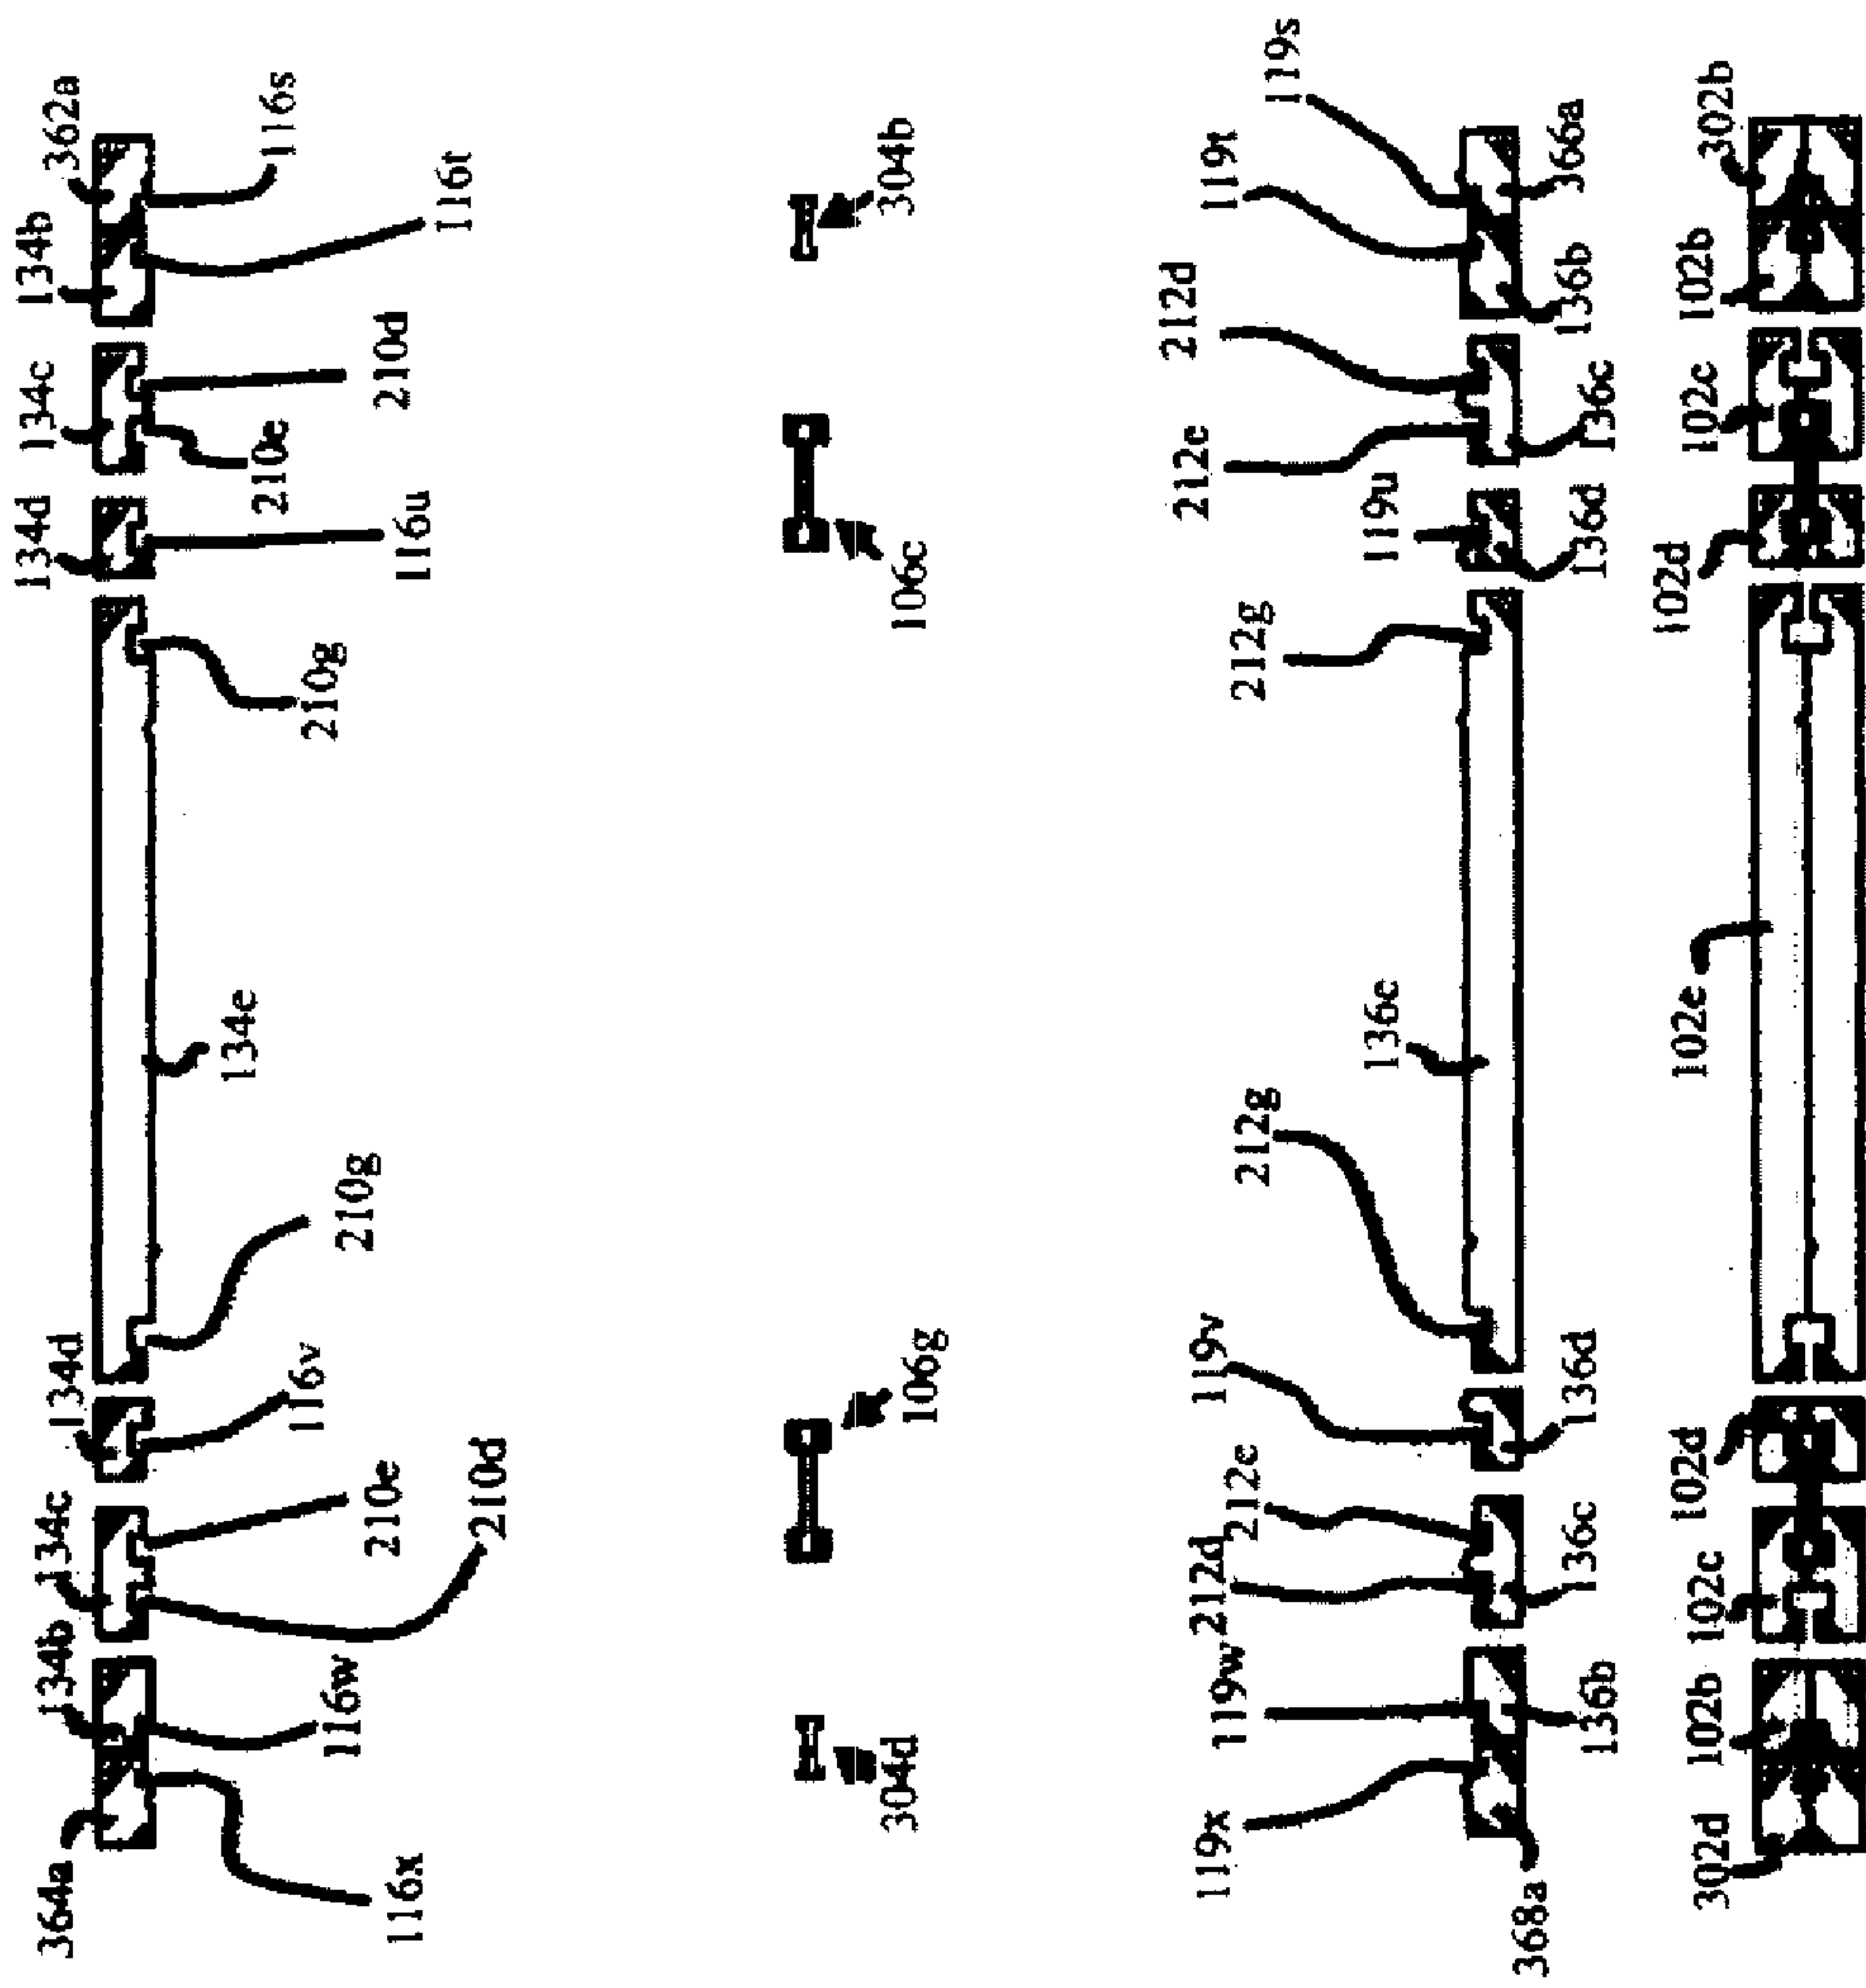 364a
134b
134c
134d
134d
134c
134b
362a
116x
116w
210d
210e
116v
210g
134e
210g
116u
210e
210d
116t
116s
304d
106g
106c
304b
119x
119w
212d
212e
119v
212g
136e
212g
119u
212e
212d
119t
119s
368a
136b
136c
136d
136d
136c
136b
366a
302d
102b
102c
102d
102e
102d
102c
102b
302b